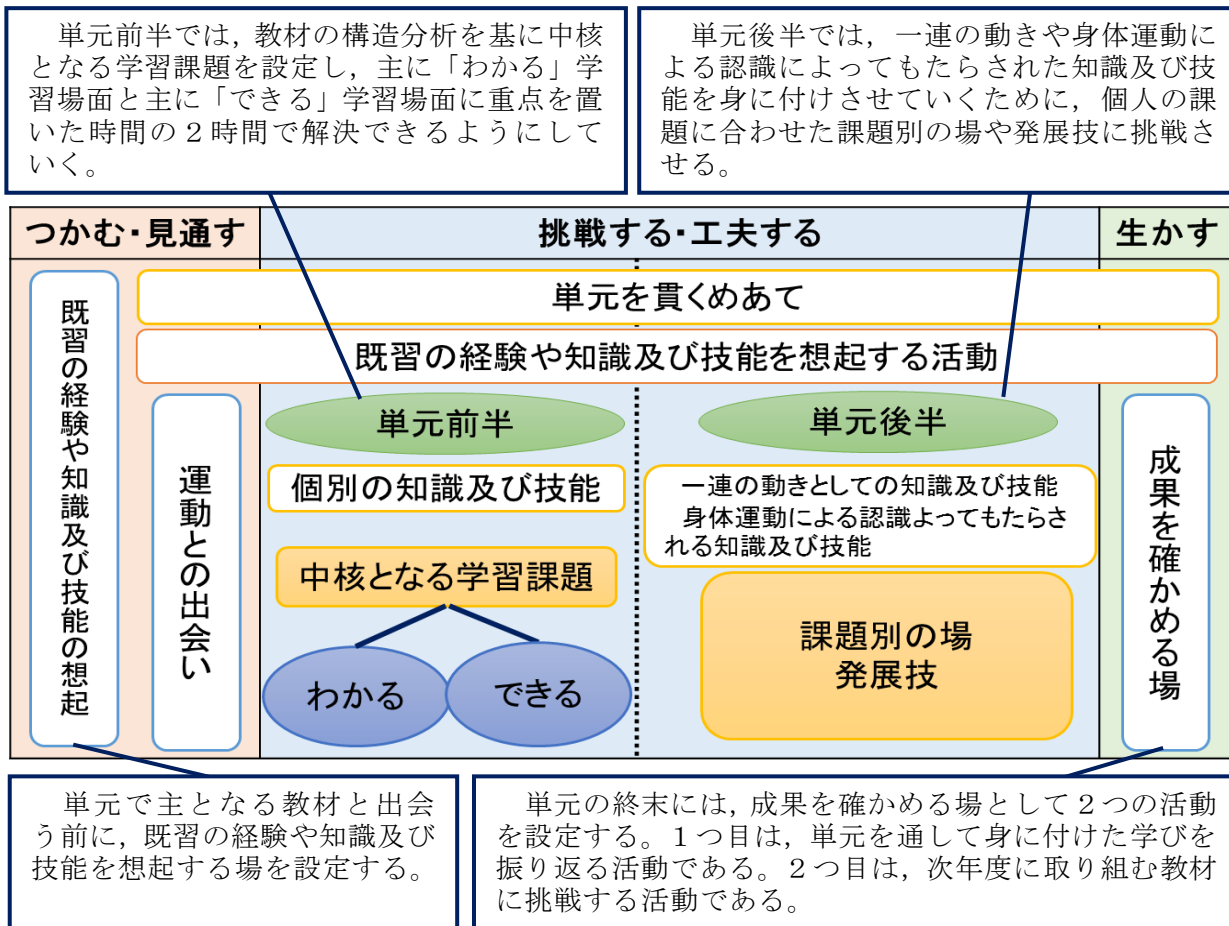 単元前半では，教材の構造分析を基に中核
となる学習課題を設定し，主に「わかる」学
習場面と主に「できる」学習場面に重点を置
いた時間の２時間で解決できるようにして
いく。
単元後半では，一連の動きや身体運動に
よる認識によってもたらされた知識及び技
能を身に付けさせていくために，個人の課
題に合わせた課題別の場や発展技に挑戦さ
せる。
つかむ・見通す
挑戦する・工夫する
生かす
既習の経験や知識及び技能の想起
単元を貫くめあて
既習の経験や知識及び技能を想起する活動
運動との出会い
単元前半
個別の知識及び技能
中核となる学習課題
わかる
できる
単元後半
一連の動きとしての知識及び技能
身体運動による認識よってもたらさ
れる知識及び技能
課題別の場
発展技
成果を確かめる場
単元で主となる教材と出会
う前に，既習の経験や知識及び
技能を想起する場を設定する。
単元の終末には，成果を確かめる場として２つの活動
を設定する。１つ目は，単元を通して身に付けた学びを
振り返る活動である。２つ目は，次年度に取り組む教材
に挑戦する活動である。